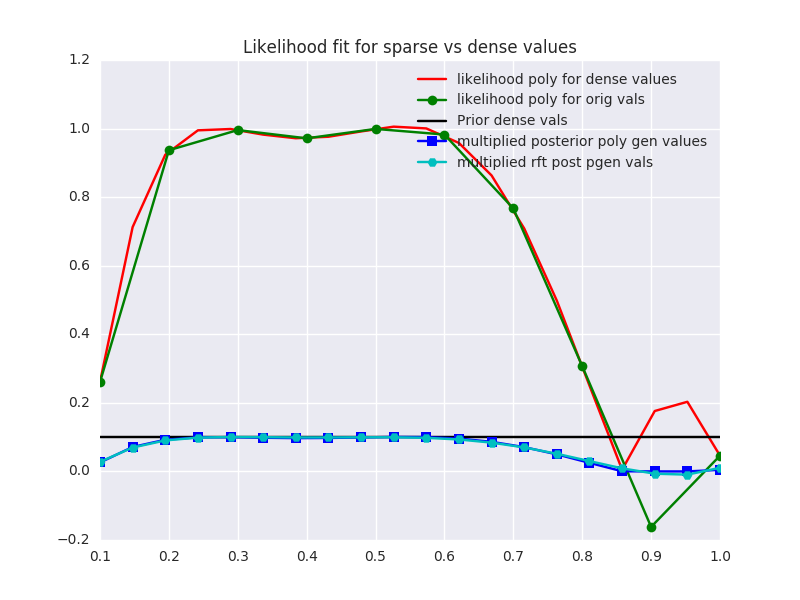 Likelihood fit for sparse vs dense values
1.2
1.0
0.8
0.6
0.4
0.2
0.0
−0.2
likelihood poly for dense values
likelihood poly for orig vals
Prior dense vals
multiplied posterior poly gen values
multiplied rft post pgen vals
0.1 0.2 0.3 0.4 0.5 0.6 0.7 0.8 0.9 1.0